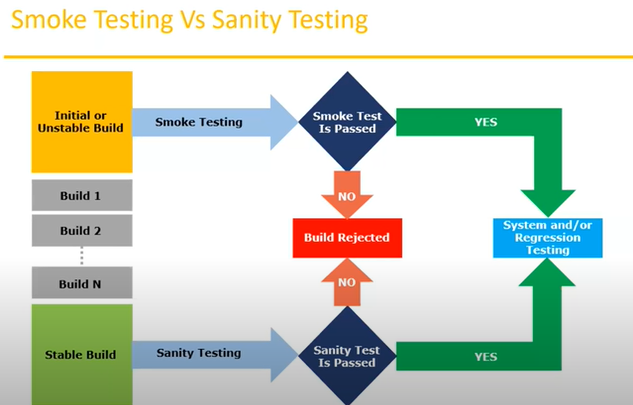 Smoke Testing Vs Sanity Testing
Initial or
Unstable Build
Smoke Testing
Smoke Test
Is Passed
YES
Build 1
NO
Build 2
Build Rejected
System and/or
Regression
Testing
Build N
NO
Stable Build
Sanity Testing
Sanity Test
Is Passed
YES